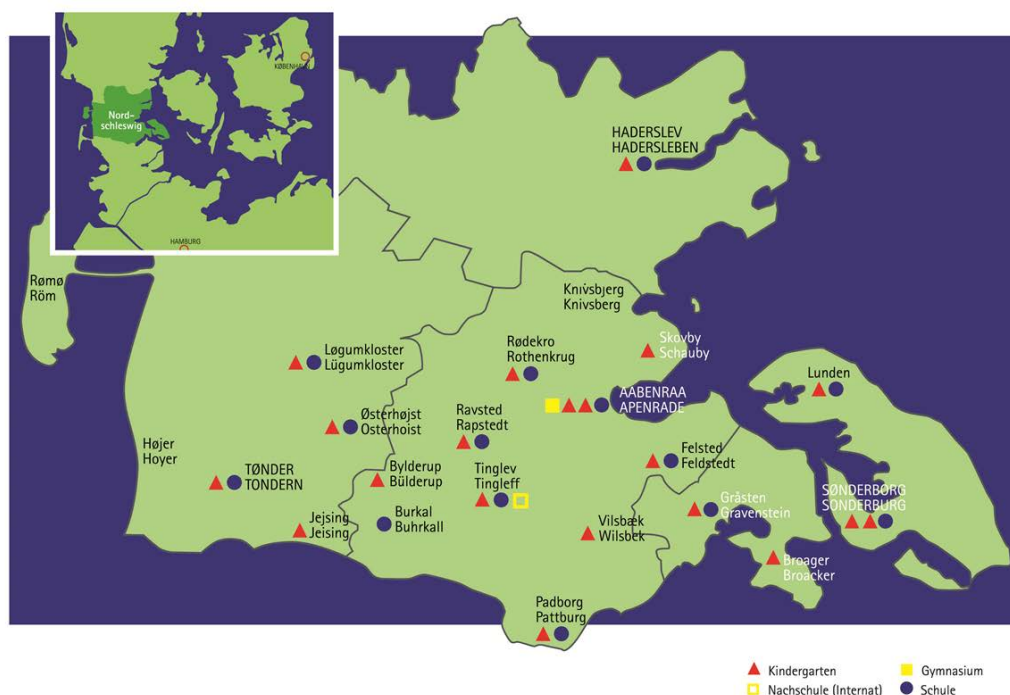 KØBENHAVN
Nord-
schleswig
HAMBURG
HADERSLEV
HADERSLEBEN
Rømø
Röm
Knivsbjerg
Knivsberg
Skovby
Schauby
Rødekro
Rothenkrug
Løgumkloster
Lügumkloster
Lunden
AABENRAA
APENRADE
Østerhøjst
Osterhoist
Ravsted
Rapstedt
Højer
Hoyer
Felsted
Feldstedt
TØNDER
TONDERN
Bylderup
Bülderup
Tinglev
Tingleff
Gråsten
Gravenstein
SØNDERBORG
SONDERBURG
Jejsing
Jeising
Burkal
Buhrkall
Vilsbæk
Wilsbek
Broager
Broacker
Padborg
Pattburg
Kindergarten
Gymnasium
Nachschule (Internat)
Schule